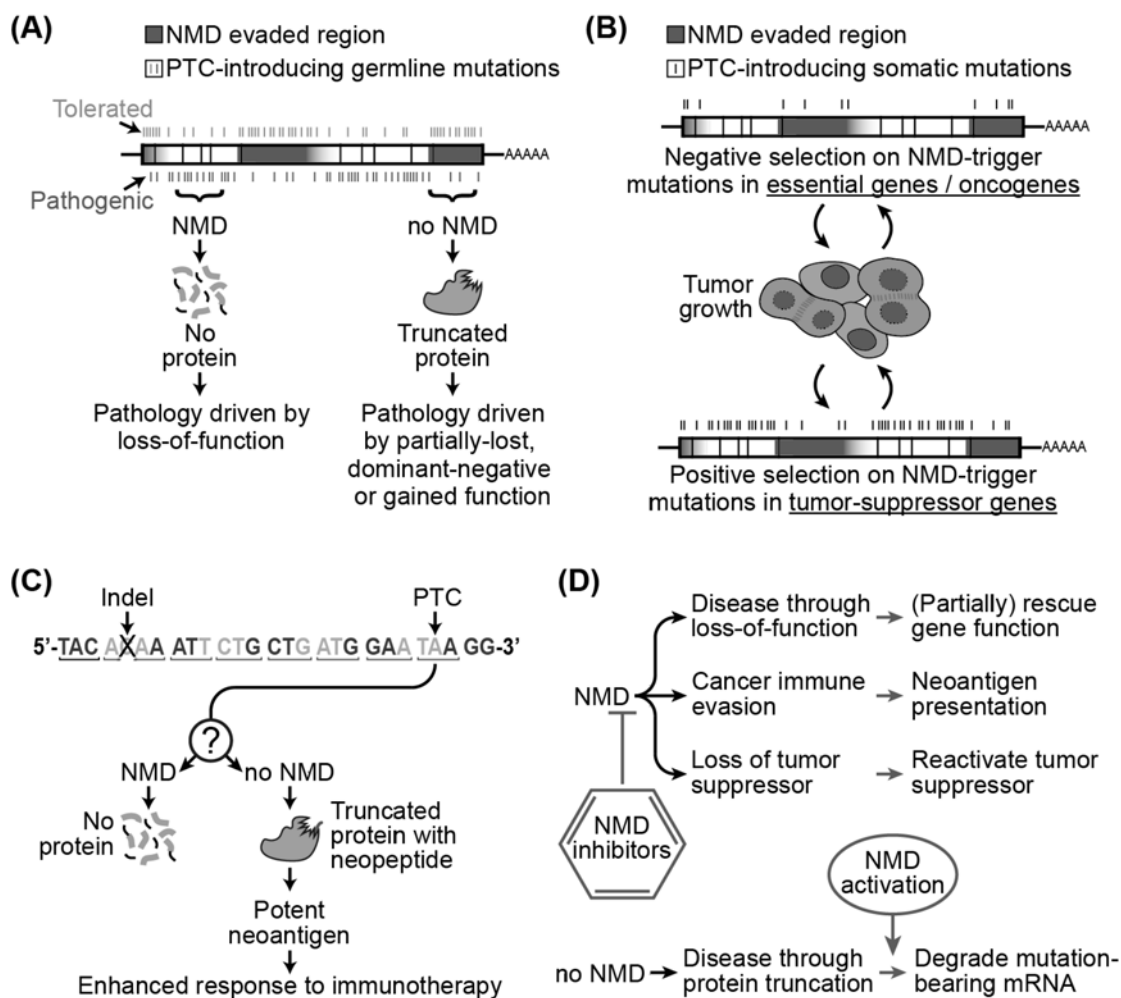 (A)
NMD evaded region
PTC-introducing germline mutations
Tolerated
AAAAA
Pathogenic
NMD
no NMD
No
protein
Truncated
protein
Pathology driven by
loss-of-function
Pathology driven
by partially-lost,
dominant-negative
or gained function
(B)
NMD evaded region
PTC-introducing somatic mutations
AAAAA
Negative selection on NMD-trigger
mutations in essential genes / oncogenes
Tumor
growth
AAAAA
Positive selection on NMD-trigger
mutations in tumor-suppressor genes
(C)
Indel
PTC
5’-TAC AXAA ATT CTG CTG ATG GAA TAA GG-3’
?
NMD
no NMD
No
protein
Truncated
protein with
neopeptide
Potent
neoantigen
Enhanced response to immunotherapy
(D)
NMD
Disease through
loss-of-function
(Partially) rescue
gene function
Cancer immune
evasion
Neoantigen
presentation
Loss of tumor
suppressor
Reactivate tumor
suppressor
NMD
inhibitors
NMD
activation
no NMD
Disease through
protein truncation
Degrade mutation-
bearing mRNA